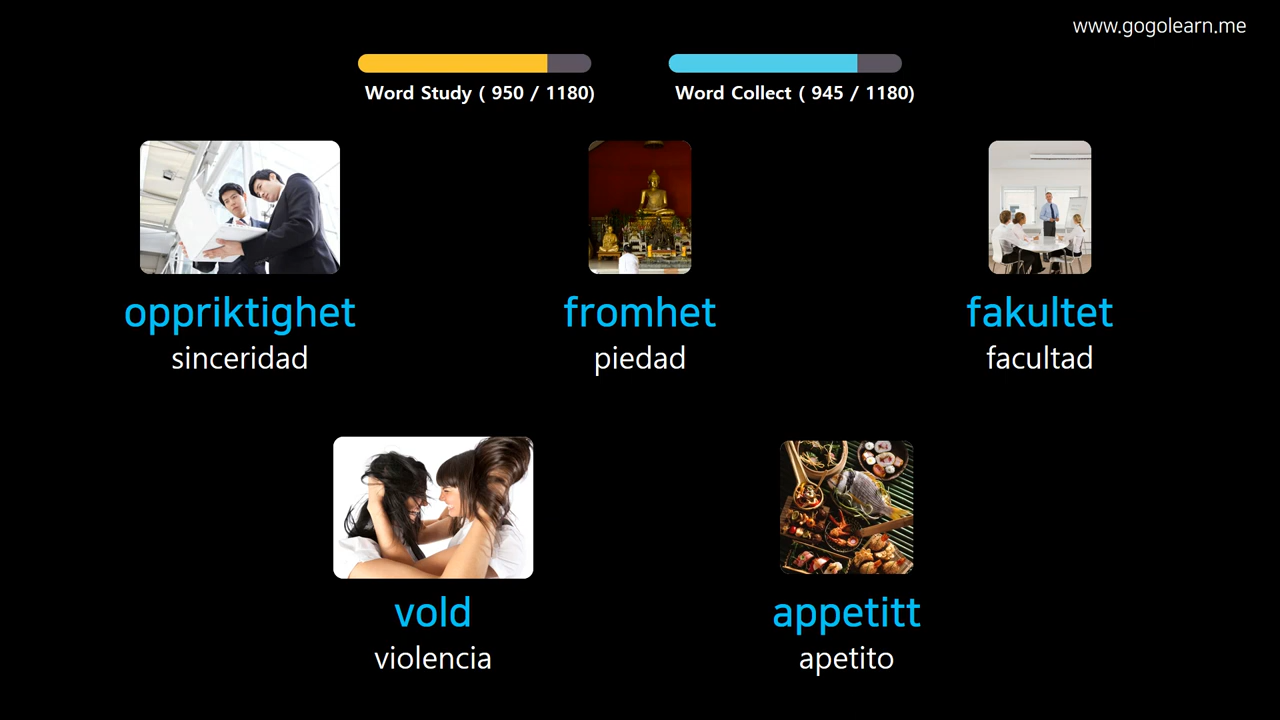 www.gogolearn.me
Word Study ( 950 / 1180)
Word Collect ( 945 / 1180)
oppriktighet
sinceridad
fromhet
piedad
fakultet
facultad
vold
violencia
appetitt
apetito